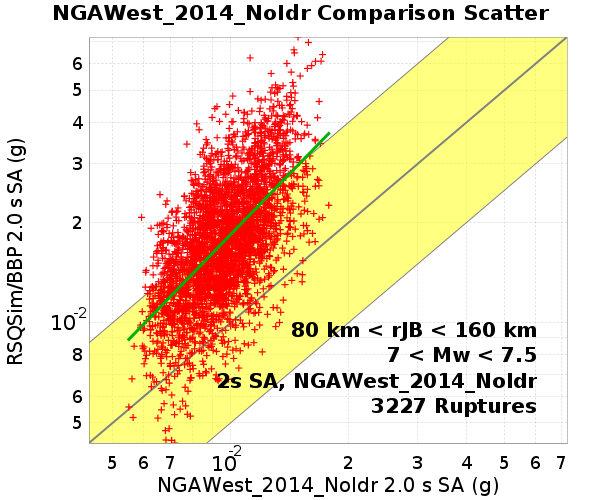 NGAWest_2014_NoIdr Comparison Scatter
6
5
4
3
2
10-2
8
6
5
RSQSim/BBP 2.0 s SA (g)
80 km < rJB < 160 km
7 < Mw < 7.5
2s SA, NGAWest_2014_NoIdr
3227 Ruptures
5 6 7 10-2 2 3 4 5 6 7
NGAWest_2014_NoIdr 2.0 s SA (g)